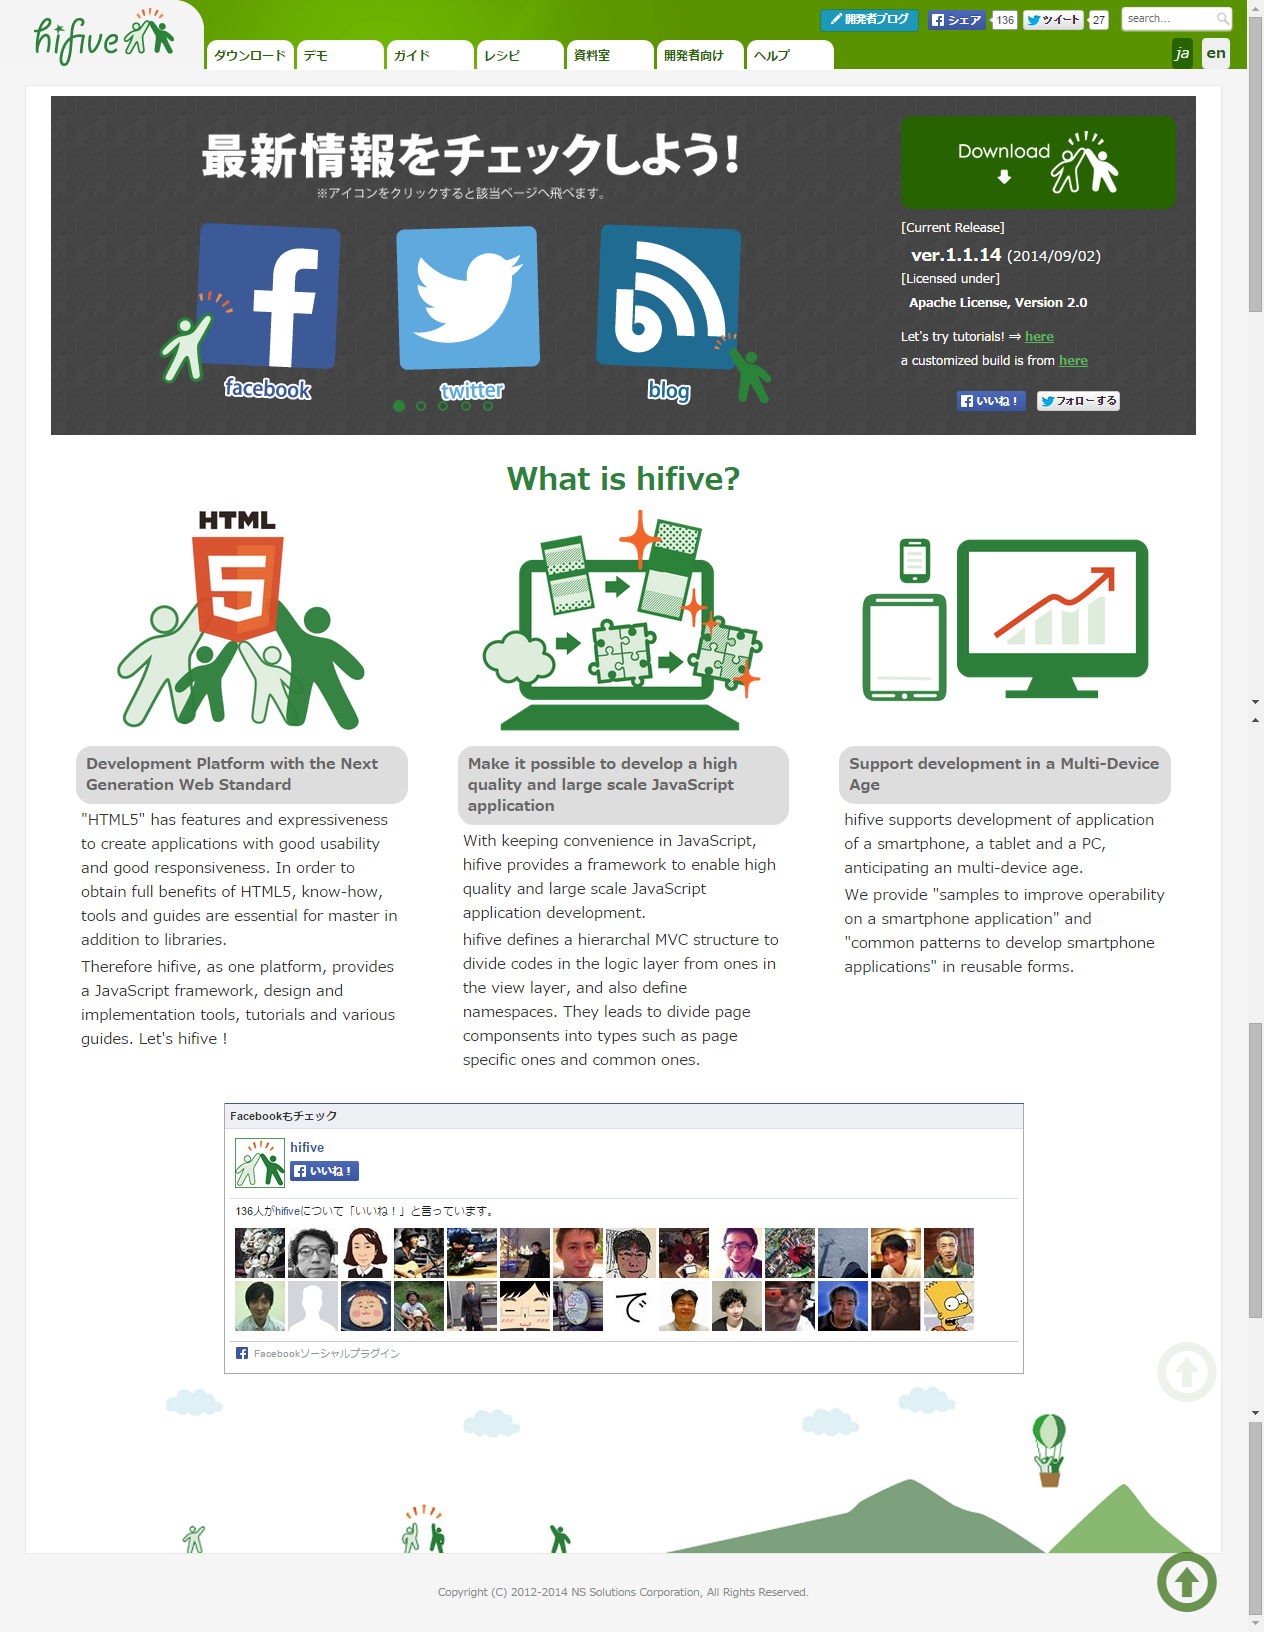 hifive
開発者ブログ
シェア 136
ツイート 27
search...
ダウンロード
デモ
ガイド
レシピ
資料室
開発者向け
ヘルプ
ja
en
最新情報をチェックしよう!
※アイコンをクリックすると該当ページへ飛べます。
facebook
twitter
blog
Download
[Current Release]
ver.1.1.14 (2014/09/02)
[Licensed under]
Apache License, Version 2.0
Let's try tutorials! ⇒ here
a customized build is from here
いいね！
フォローする
What is hifive?
HTML
5
Development Platform with the Next
Generation Web Standard
"HTML5" has features and expressiveness
to create applications with good usability
and good responsiveness. In order to
obtain full benefits of HTML5, know-how,
tools and guides are essential for master in
addition to libraries.
Therefore hifive, as one platform, provides
a JavaScript framework, design and
implementation tools, tutorials and various
guides. Let's hifive !
Make it possible to develop a high
quality and large scale JavaScript
application
With keeping convenience in JavaScript,
hifive provides a framework to enable high
quality and large scale JavaScript
application development.
hifive defines a hierarchal MVC structure to
divide codes in the logic layer from ones in
the view layer, and also define
namespaces. They leads to divide page
componsents into types such as page
specific ones and common ones.
Support development in a Multi-Device
Age
hifive supports development of application
of a smartphone, a tablet and a PC,
anticipating an multi-device age.
We provide "samples to improve operability
on a smartphone application" and
"common patterns to develop smartphone
applications" in reusable forms.
Facebookもチェック
hifive
いいね！
136人がhifiveについて「いいね！」と言っています。
で
Facebookソーシャルプラグイン
Copyright (C) 2012-2014 NS Solutions Corporation, All Rights Reserved.